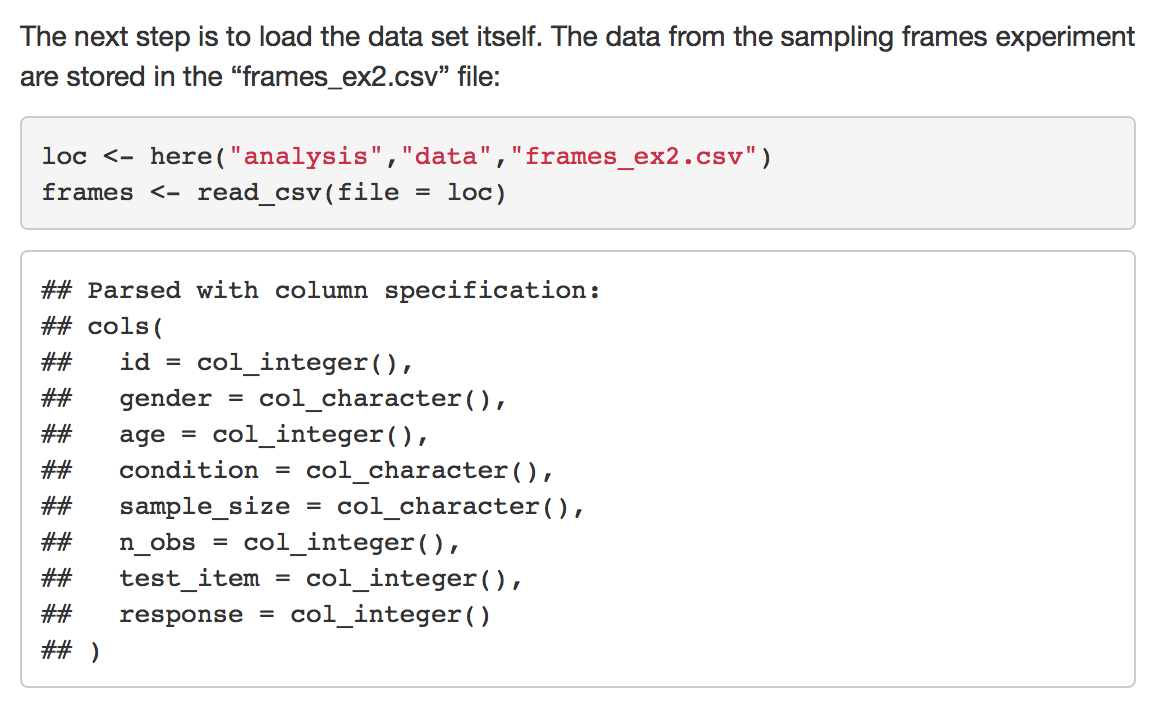 The next step is to load the data set itself. The data from the sampling frames experiment
are stored in the “frames_ex2.csv” file:
loc <- here("analysis","data","frames_ex2.csv")
frames <- read_csv(file = loc)
## Parsed with column specification:
## cols(
##   id = col_integer(),
##   gender = col_character(),
##   age = col_integer(),
##   condition = col_character(),
##   sample_size = col_character(),
##   n_obs = col_integer(),
##   test_item = col_integer(),
##   response = col_integer()
## )